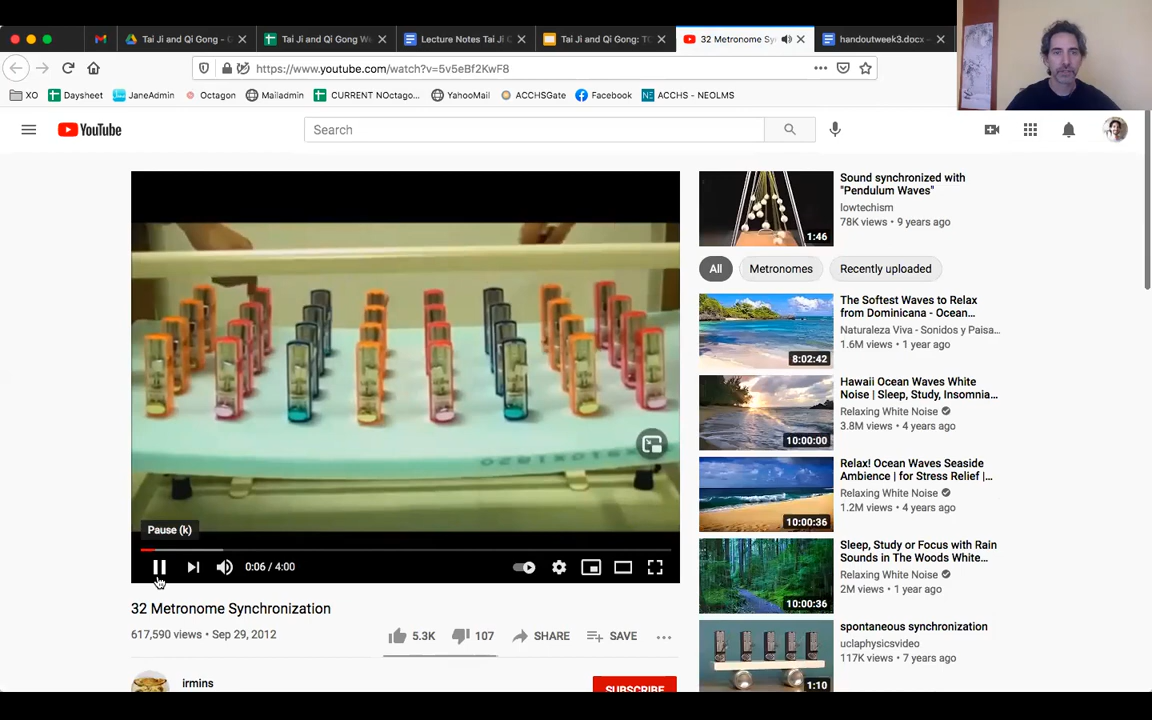 Tai Ji and Qi Gong - G
Tai Ji and Qi Gong W
Lecture Notes Tai Ji C
Tai Ji and Qi Gong: TC
32 Metronome Sy
handoutweek3.docx
https://www.youtube.com/watch?v=5v5eBf2KwF8
XO
Daysheet
JaneAdmin
Octagon
Mailadmin
CURRENT NOctago...
YahooMail
ACCHSGate
Facebook
ACCHS - NEOLMS
YouTube
Search
Pause (k)
0:06 / 4:00
32 Metronome Synchronization
617,590 views • Sep 29, 2012
5.3K
107
SHARE
SAVE
irmins
SUBSCRIBE
Sound synchronized with
"Pendulum Waves"
lowtechism
78K views • 9 years ago
1:46
All
Metronomes
Recently uploaded
The Softest Waves to Relax
from Dominicana - Ocean...
Naturaleza Viva - Sonidos y Paisa...
1.6M views • 1 year ago
8:02:42
Hawaii Ocean Waves White
Noise | Sleep, Study, Insomnia...
Relaxing White Noise
3.8M views • 4 years ago
10:00:00
Relax! Ocean Waves Seaside
Ambience | for Stress Relief |...
Relaxing White Noise
1.2M views • 4 years ago
10:00:36
Sleep, Study or Focus with Rain
Sounds in The Woods White...
Relaxing White Noise
2M views • 1 year ago
10:00:36
spontaneous synchronization
uclaphysicsvideo
117K views • 7 years ago
1:10